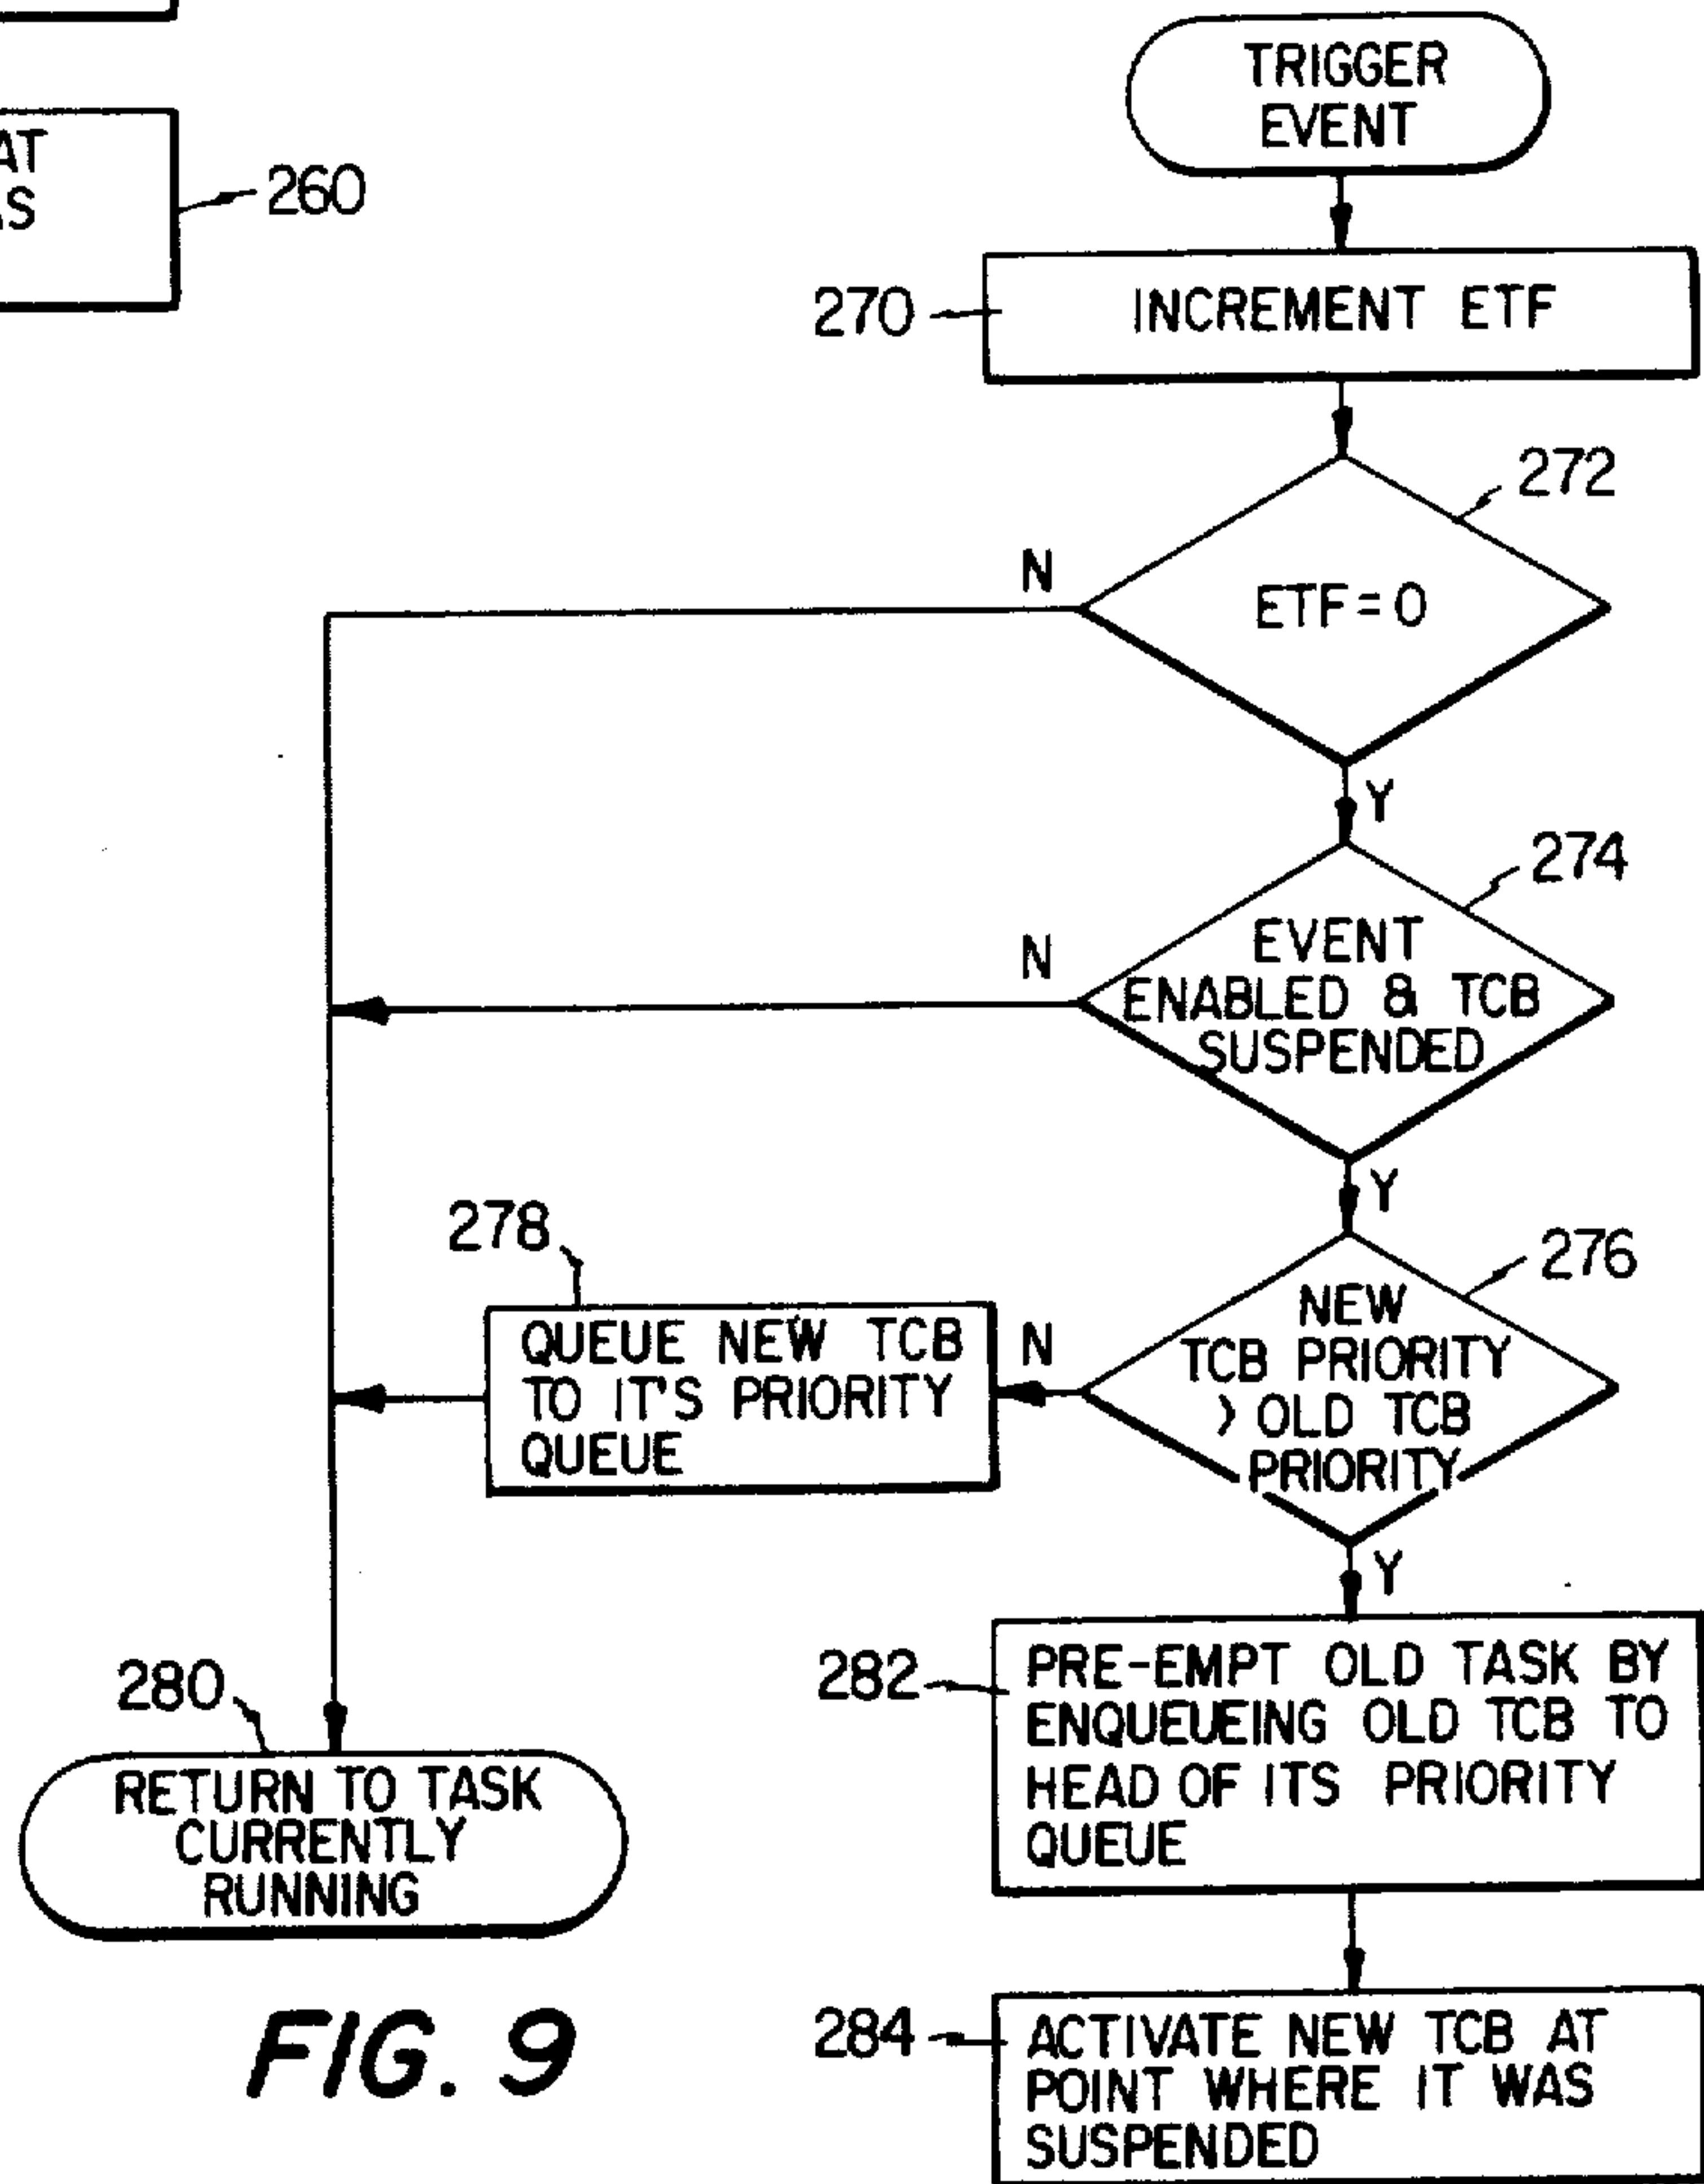 AT
AS
260
TRIGGER
EVENT
270
INCREMENT ETF
272
N
ETF=0
Y
274
N
EVENT
ENABLED & TCB
SUSPENDED
Y
276
278
NEW
TCB PRIORITY
> OLD TCB
PRIORITY
N
QUEUE NEW TCB
TO IT'S PRIORITY
QUEUE
Y
282
PRE-EMPT OLD TASK BY
ENQUEUEING OLD TCB TO
HEAD OF ITS PRIORITY
QUEUE
280
RETURN TO TASK
CURRENTLY
RUNNING
284
ACTIVATE NEW TCB AT
POINT WHERE IT WAS
SUSPENDED
FIG. 9